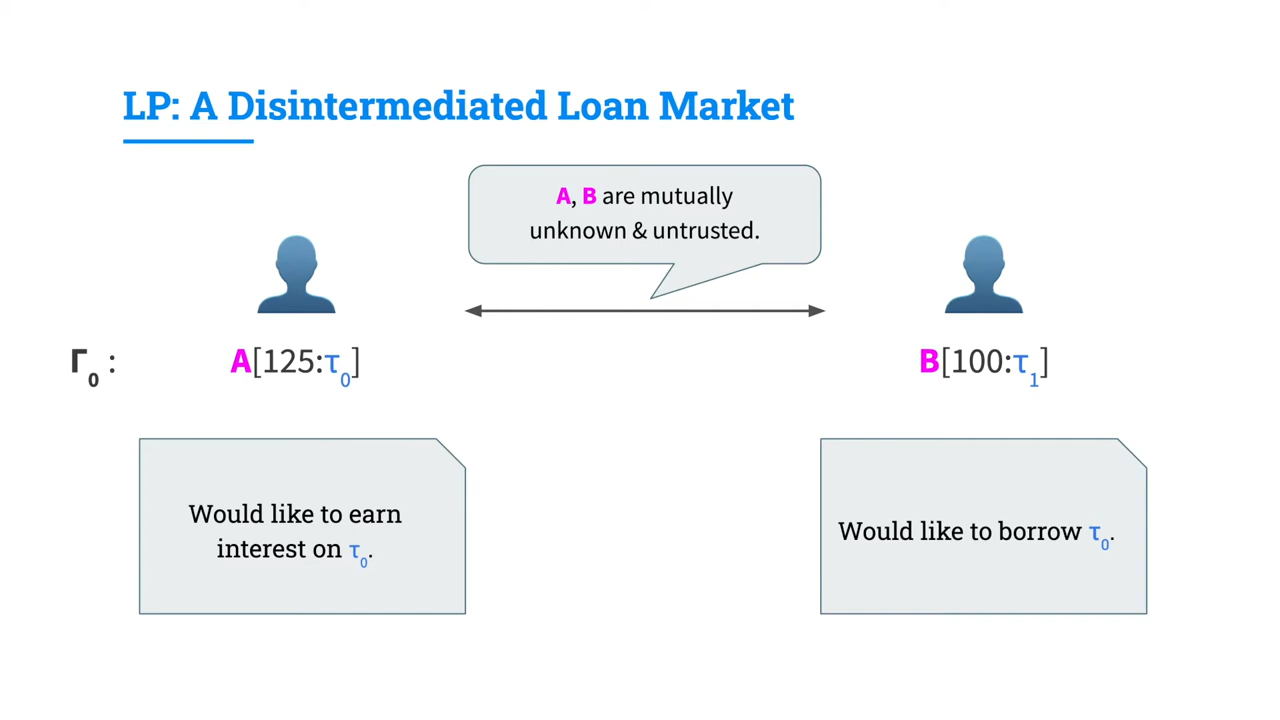 LP: A Disintermediated Loan Market
A, B are mutually
unknown & untrusted.
Γ₀ : A[125:τ₀] B[100:τ₁]
Would like to earn
interest on τ₀.
Would like to borrow τ₀.